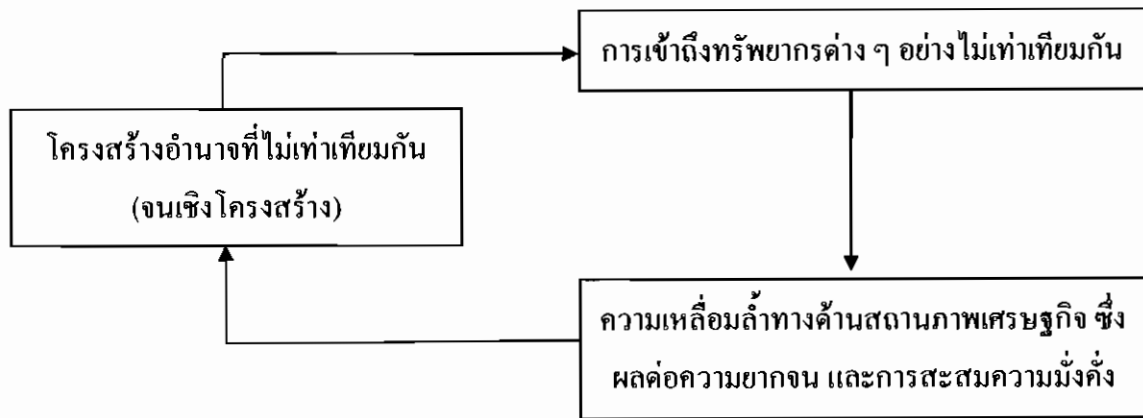 การเข้าถึงทรัพยากรต่าง ๆ อย่างไม่เท่าเทียมกัน
โครงสร้างอำนาจที่ไม่เท่าเทียมกัน
(จนเชิงโครงสร้าง)
ความเหลื่อมล้ำทางด้านสถานภาพเศรษฐกิจ ซึ่ง
ผลต่อความยากจน และการสะสมความมั่งคั่ง